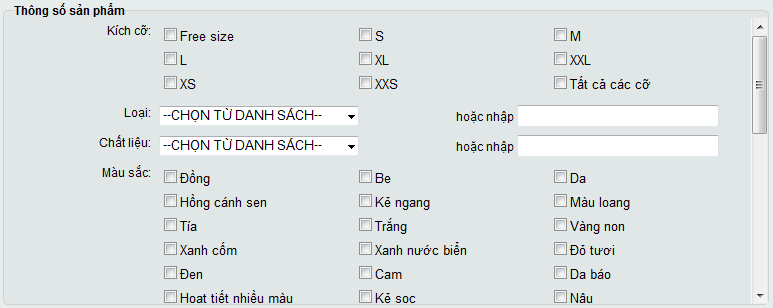 Thông số sản phẩm
Kích cỡ: Free size S M
L XL XXL
XS XXS Tất cả các cỡ
Loại: --CHỌN TỪ DANH SÁCH-- hoặc nhập
Chất liệu: --CHỌN TỪ DANH SÁCH-- hoặc nhập
Màu sắc: Đồng Be Da
Hồng cánh sen Kẻ ngang Màu loang
Tía Trắng Vàng non
Xanh cốm Xanh nước biển Đỏ tươi
Đen Cam Da báo
Hoạt tiết nhiều màu Kẻ sọc Nâu